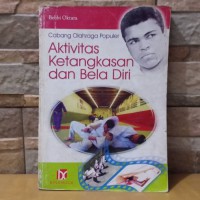 Cabang Olahraga Populer
Aktivitas
Ketangkasan
dan Bela Diri